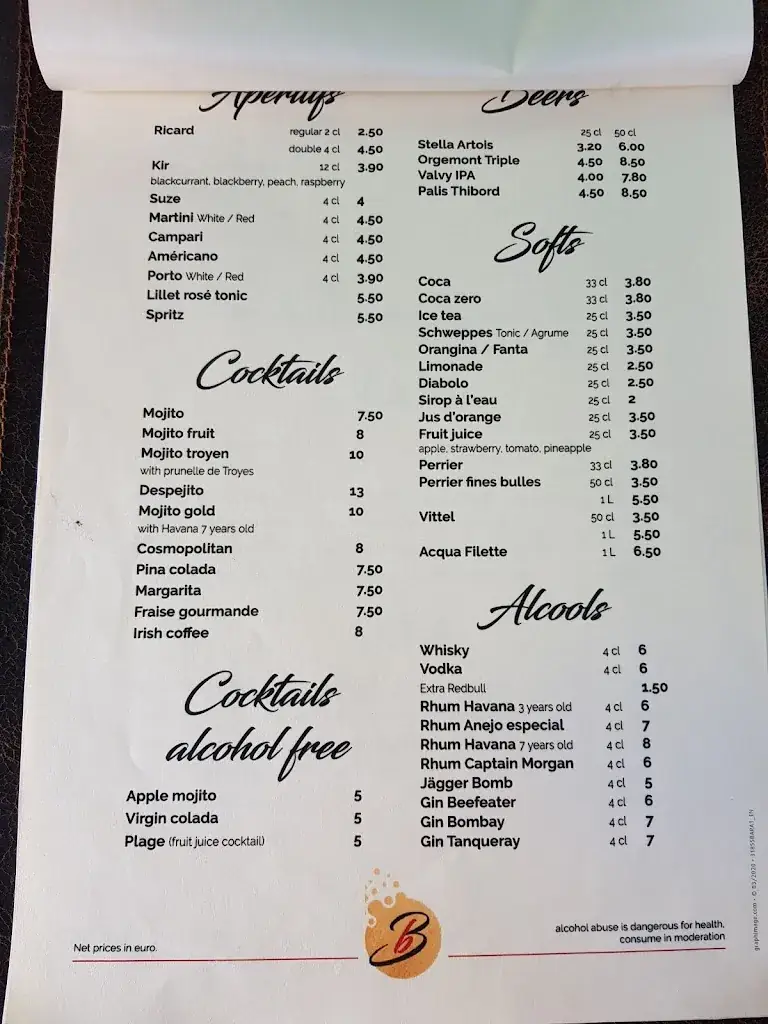 Apéritifs
Ricard regular 2 cl 2.50
double 4 cl 4.50
Kir 12 cl 3.90
blackcurrant, blackberry, peach, raspberry
Suze 4 cl 4
Martini White / Red 4 cl 4.50
Campari 4 cl 4.50
Américano 4 cl 4.50
Porto White / Red 4 cl 3.90
Lillet rosé tonic 5.50
Spritz 5.50
Cocktails
Mojito 7.50
Mojito fruit 8
Mojito troyen 10
with prunelle de Troyes
Despejito 13
Mojito gold 10
with Havana 7 years old
Cosmopolitan 8
Pina colada 7.50
Margarita 7.50
Fraise gourmande 7.50
Irish coffee 8
Cocktails
alcohol free
Apple mojito 5
Virgin colada 5
Plage (fruit juice cocktail) 5
Beers
25 cl 50 cl
Stella Artois 3.20 6.00
Orgemont Triple 4.50 8.50
Valvy IPA 4.00 7.80
Palis Thibord 4.50 8.50
Softs
Coca 33 cl 3.80
Coca zero 33 cl 3.80
Ice tea 25 cl 3.50
Schweppes Tonic / Agrume 25 cl 3.50
Orangina / Fanta 25 cl 3.50
Limonade 25 cl 2.50
Diabolo 25 cl 2.50
Sirop à l'eau 25 cl 2
Jus d'orange 25 cl 3.50
Fruit juice 25 cl 3.50
apple, strawberry, tomato, pineapple
Perrier 33 cl 3.80
Perrier fines bulles 50 cl 3.50
1 L 5.50
Vittel 50 cl 3.50
1 L 5.50
Acqua Filette 1 L 6.50
Alcools
Whisky 4 cl 6
Vodka 4 cl 6
Extra Redbull 1.50
Rhum Havana 3 years old 4 cl 6
Rhum Anejo especial 4 cl 7
Rhum Havana 7 years old 4 cl 8
Rhum Captain Morgan 4 cl 6
Jägger Bomb 4 cl 5
Gin Beefeater 4 cl 6
Gin Bombay 4 cl 7
Gin Tanqueray 4 cl 7
Net prices in euro.
B
alcohol abuse is dangerous for health,
consume in moderation